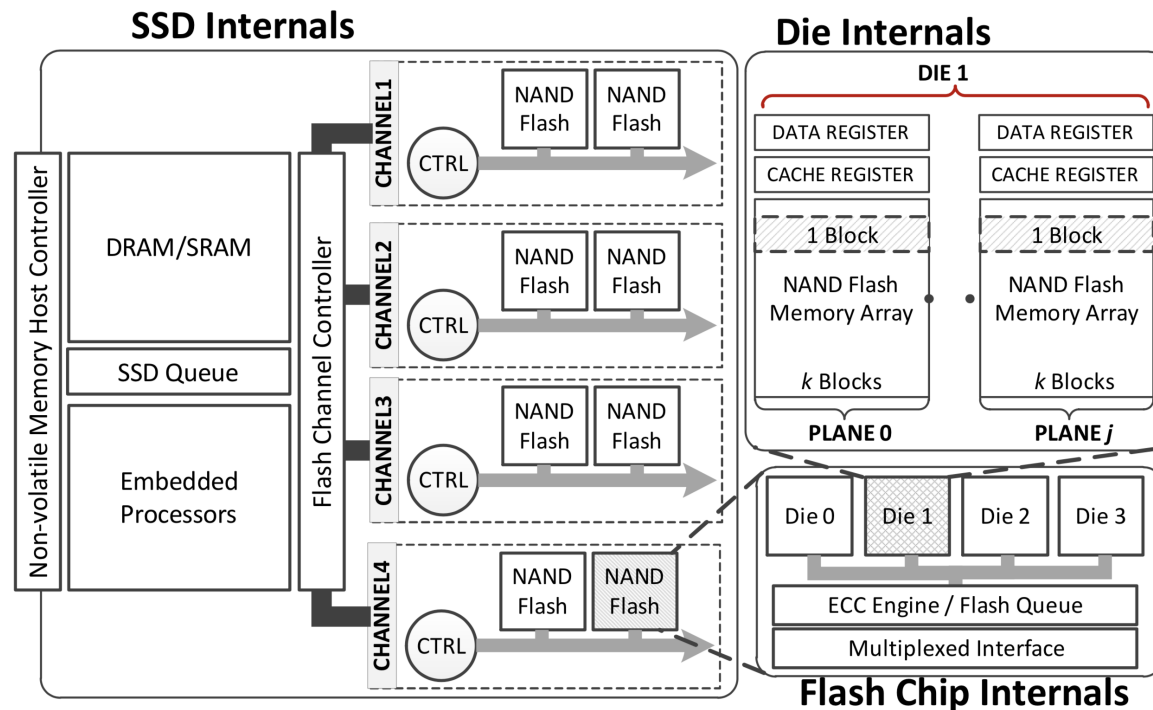 SSD Internals
Non-volatile Memory Host Controller
DRAM/SRAM
SSD Queue
Embedded
Processors
Flash Channel Controller
CHANNEL1
CTRL
NAND
Flash
NAND
Flash
CHANNEL2
CTRL
NAND
Flash
NAND
Flash
CHANNEL3
CTRL
NAND
Flash
NAND
Flash
CHANNEL4
CTRL
NAND
Flash
NAND
Flash
Die Internals
DIE 1
DATA REGISTER
CACHE REGISTER
1 Block
NAND Flash
Memory Array
k Blocks
PLANE 0
DATA REGISTER
CACHE REGISTER
1 Block
NAND Flash
Memory Array
k Blocks
PLANE j
Die 0
Die 1
Die 2
Die 3
ECC Engine / Flash Queue
Multiplexed Interface
Flash Chip Internals